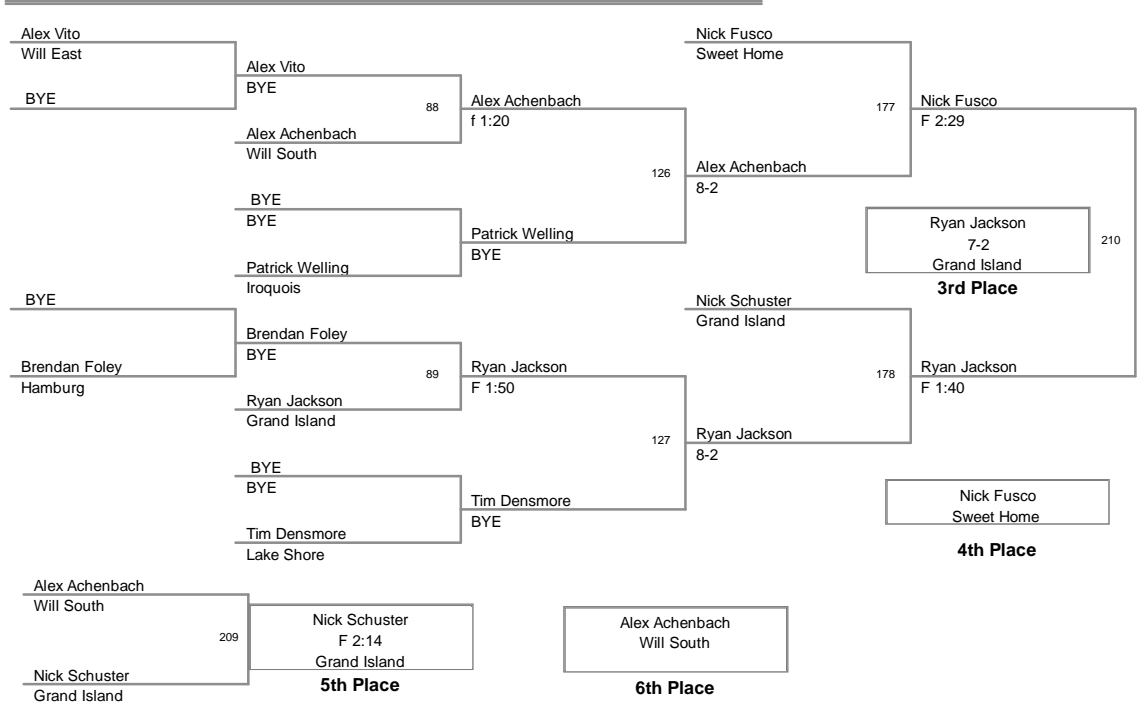 Alex Vito
Will East
BYE
Alex Vito
BYE
88
Alex Achenbach
Will South
Alex Achenbach
f 1:20
BYE
BYE
Patrick Welling
Iroquois
Patrick Welling
BYE
126
Alex Achenbach
8-2
Nick Fusco
Sweet Home
177
Nick Fusco
F 2:29
Ryan Jackson
7-2
Grand Island
3rd Place
210
BYE
Brendan Foley
Hamburg
Brendan Foley
BYE
89
Ryan Jackson
Grand Island
Ryan Jackson
F 1:50
BYE
BYE
Tim Densmore
Lake Shore
Tim Densmore
BYE
127
Ryan Jackson
8-2
Nick Schuster
Grand Island
178
Ryan Jackson
F 1:40
Nick Fusco
Sweet Home
4th Place
Alex Achenbach
Will South
209
Nick Schuster
Grand Island
Nick Schuster
F 2:14
Grand Island
5th Place
Alex Achenbach
Will South
6th Place